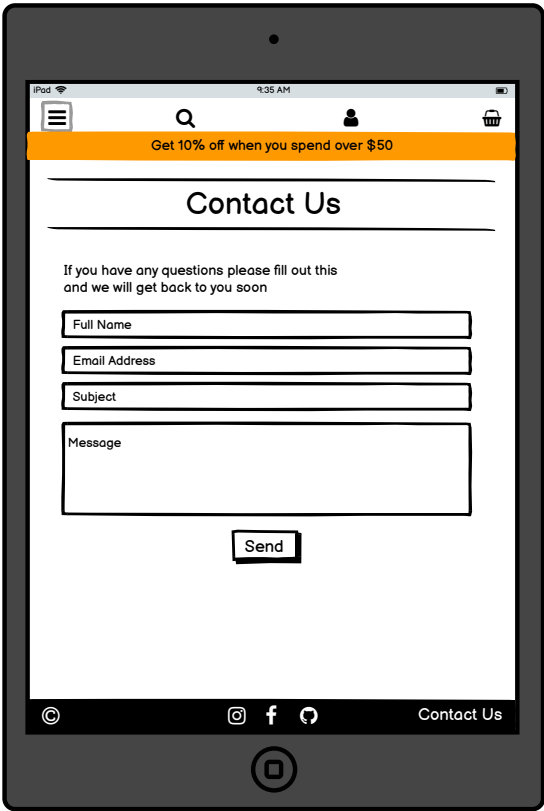 iPad 9:35 AM
Get 10% off when you spend over $50
Contact Us
If you have any questions please fill out this
and we will get back to you soon
Full Name
Email Address
Subject
Message
Send
© Contact Us